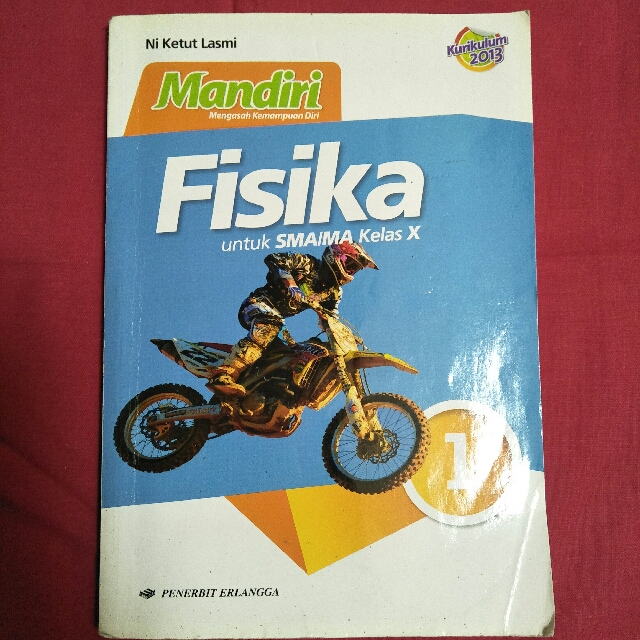 Ni Ketut Lasmi
Kurikulum
2013
Mandiri
Mengasah Kemampuan Diri
Fisika
untuk SMA/MA Kelas X
1
PENERBIT ERLANGGA